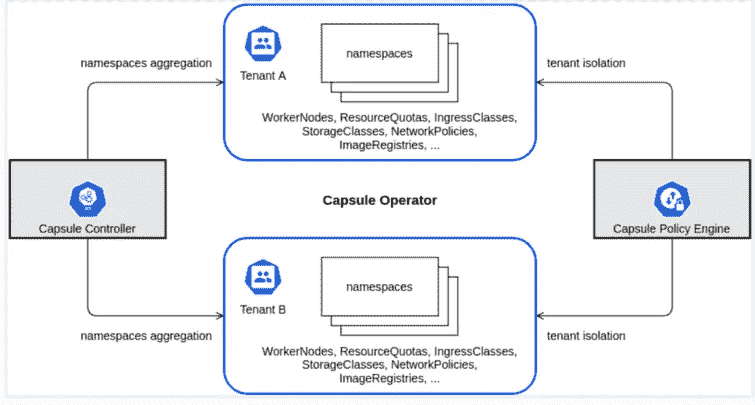 namespaces aggregation
Tenant A
namespaces
tenant isolation
WorkerNodes, ResourceQuotas, IngressClasses,
StorageClasses, NetworkPolicies,
ImageRegistries, ...
Capsule Controller
Capsule Operator
Capsule Policy Engine
Tenant B
namespaces
namespaces aggregation
tenant isolation
WorkerNodes, ResourceQuotas, IngressClasses,
StorageClasses, NetworkPolicies,
ImageRegistries, ...